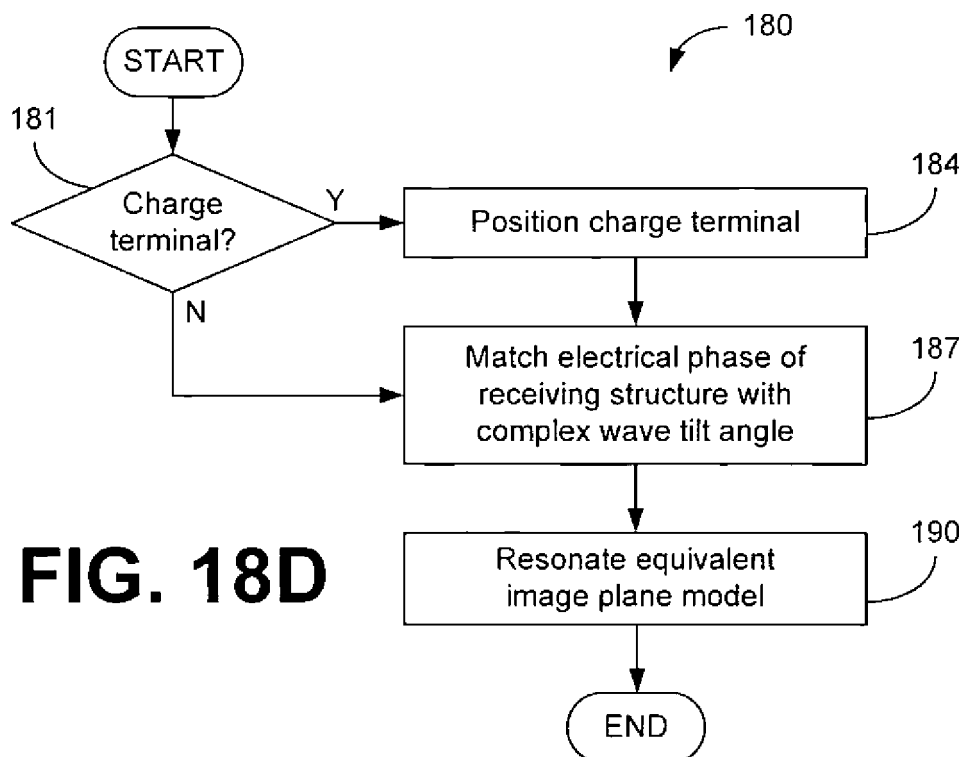 START
180
181
Charge
terminal?
Y
N
Position charge terminal
184
Match electrical phase of
receiving structure with
complex wave tilt angle
187
Resonate equivalent
image plane model
190
END
FIG. 18D